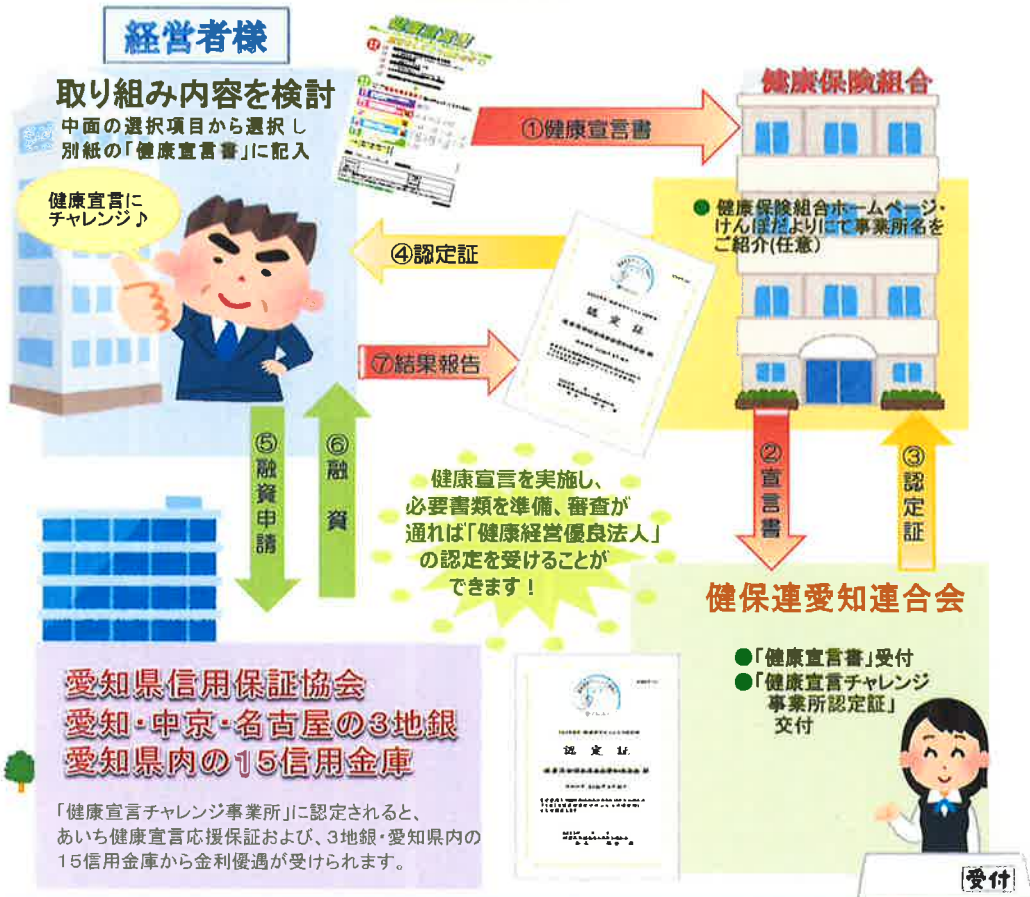 経営者様
取り組み内容を検討
中面の選択項目から選択し
別紙の「健康宣言書」に記入
健康宣言に
チャレンジ♪
①健康宣言書
健康保険組合
● 健康保険組合ホームページ・
けんぽだよりにて事業所名を
ご紹介(任意)
④認定証
認定証
⑦結果報告
⑤融資申請
⑥融資
②宣言書
③認定証
健康宣言を実施し、
必要書類を準備、審査が
通れば「健康経営優良法人」
の認定を受けることが
できます！
健保連愛知連合会
●「健康宣言書」受付
●「健康宣言チャレンジ
事業所認定証」
交付
愛知県信用保証協会
愛知・中京・名古屋の3地銀
愛知県内の15信用金庫
「健康宣言チャレンジ事業所」に認定されると、
あいち健康宣言応援保証および、3地銀・愛知県内の
15信用金庫から金利優遇が受けられます。
認定証
受付